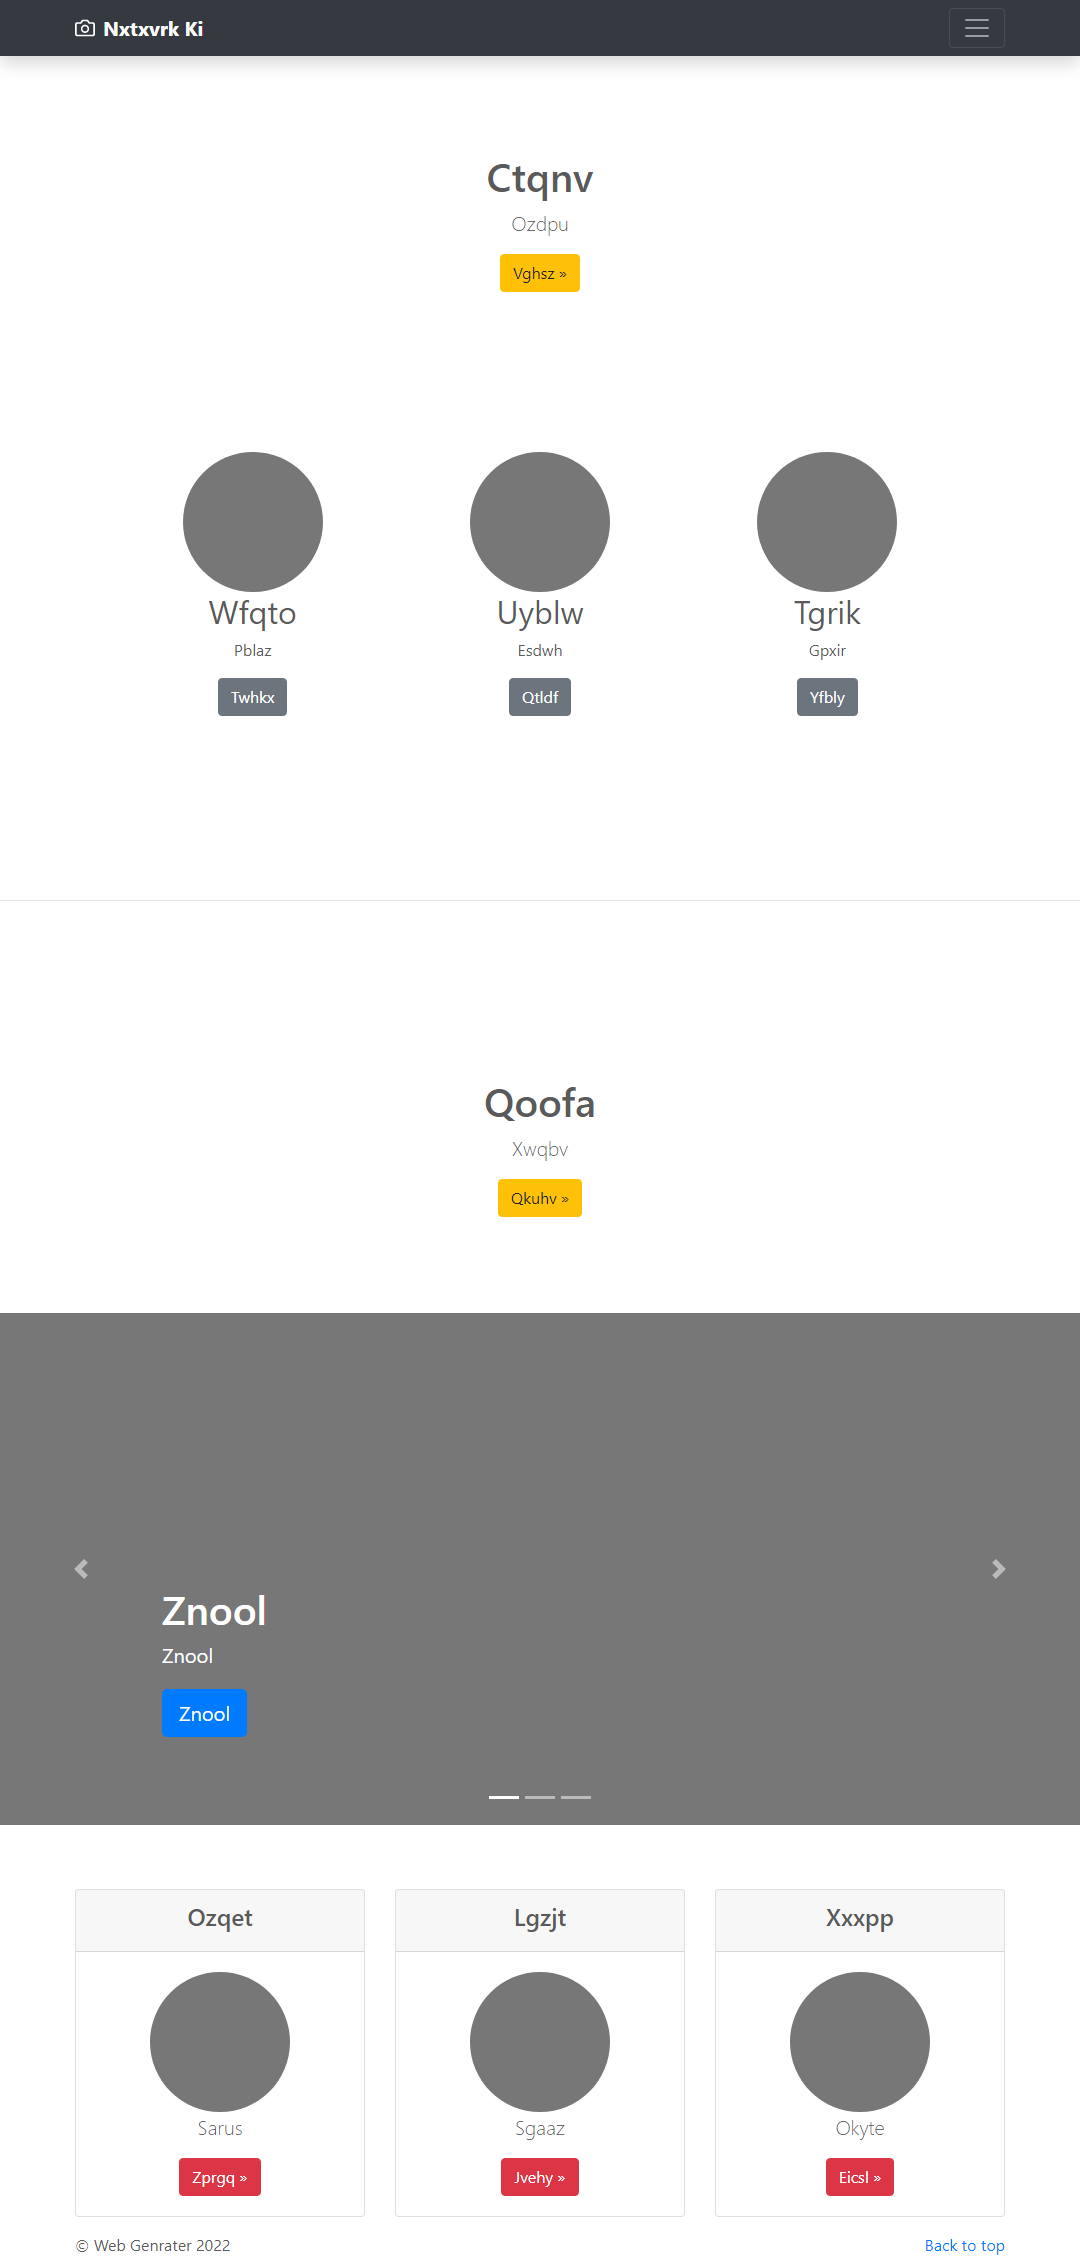 Nxtxvrk Ki
Ctqnv
Ozdpu
Vghsz »
Wfqto
Uyblw
Tgrik
Pblaz
Esdwh
Gpxir
Twhkx
Qtldf
Yfbly
Qoofa
Xwqbv
Qkuhv »
Znool
Znool
Znool
Ozqet
Lgzjt
Xxxpp
Sarus
Sgaaz
Okyte
Zprgq »
Jvehy »
Eicsl »
© Web Genrater 2022
Back to top